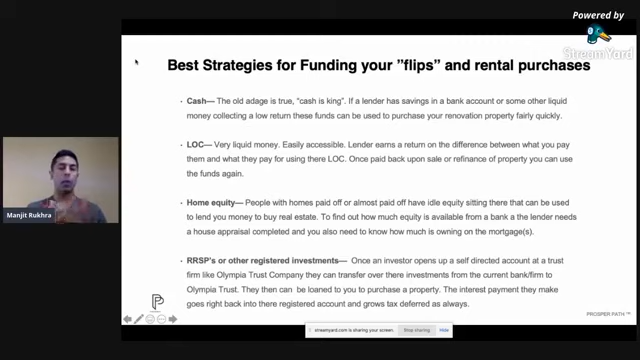 Powered by
StreamYard
Best Strategies for Funding your ”flips” and rental purchases
• Cash— The old adage is true, “cash is king”. If a lender has savings in a bank account or some other liquid
money collecting a low return these funds can be used to purchase your renovation property fairly quickly.
• LOC— Very liquid money. Easily accessible. Lender earns a return on the difference between what you pay
them and what they pay for using there LOC. Once paid back upon sale or refinance of property you can use
the funds again.
• Home equity— People with homes paid off or almost paid off have idle equity sitting there that can be used
to lend you money to buy real estate. To find out how much equity is available from a bank a the lender needs
a house appraisal completed and you also need to know how much is owning on the mortgage(s).
• RRSP’s or other registered investments— Once an investor opens up a self directed account at a trust
firm like Olympia Trust Company they can transfer over there investments from the current bank/firm to
Olympia Trust. They then can be loaned to you to purchase a property. The interest payment they make
goes right back into there registered account and grows tax deferred as always.
Manjit Rukhra
PROSPER PATH ™
streamyard.com is sharing your screen.
Stop sharing
Hide